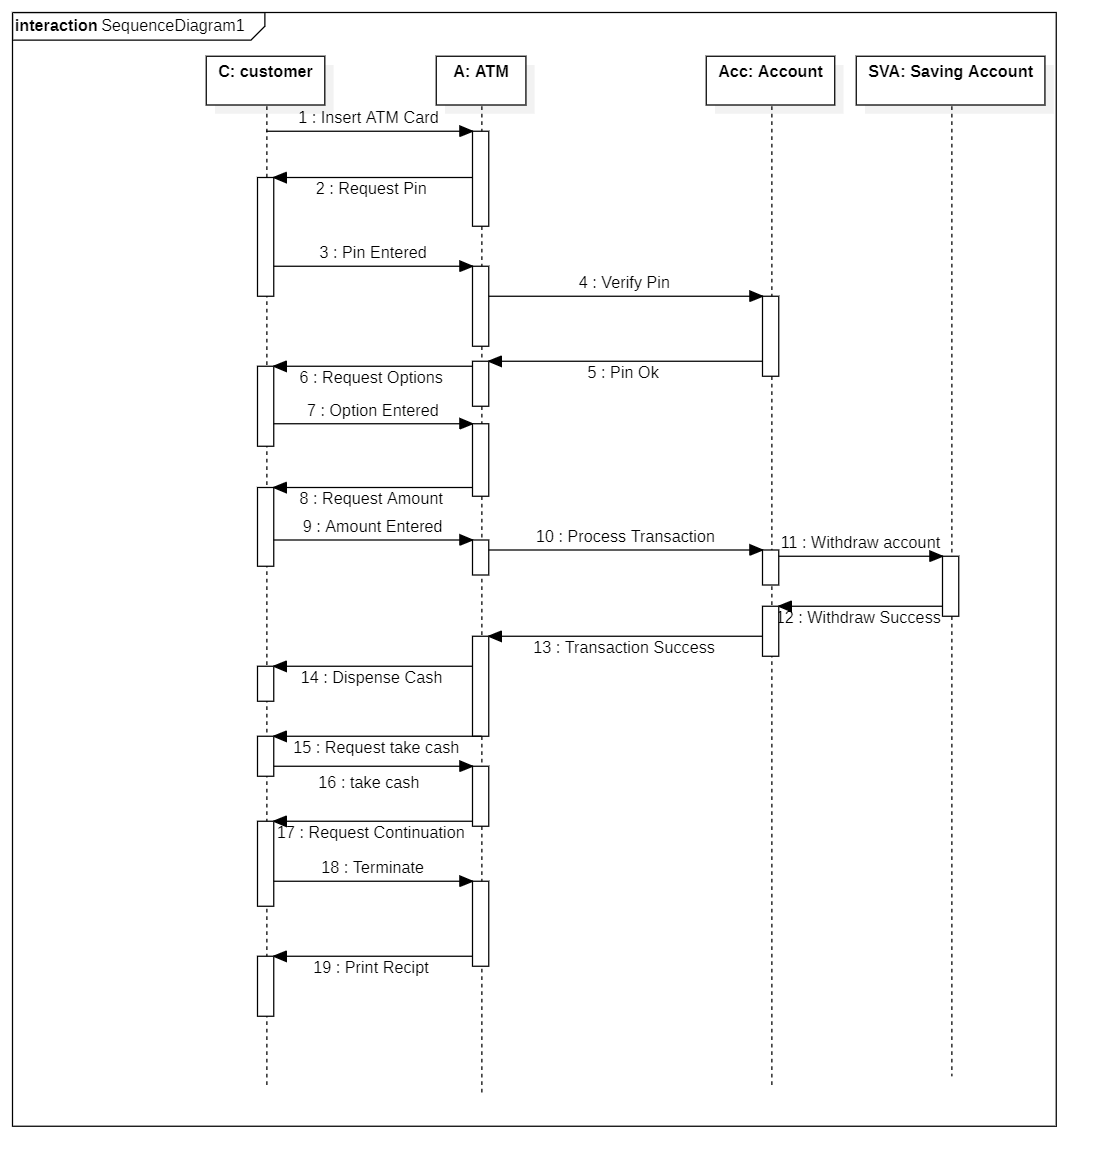 interaction SequenceDiagram1
C: customer
A: ATM
Acc: Account
SVA: Saving Account
1 : Insert ATM Card
2 : Request Pin
3 : Pin Entered
4 : Verify Pin
5 : Pin Ok
6 : Request Options
7 : Option Entered
8 : Request Amount
9 : Amount Entered
10 : Process Transaction
11 : Withdraw account
12 : Withdraw Success
13 : Transaction Success
14 : Dispense Cash
15 : Request take cash
16 : take cash
17 : Request Continuation
18 : Terminate
19 : Print Recipt